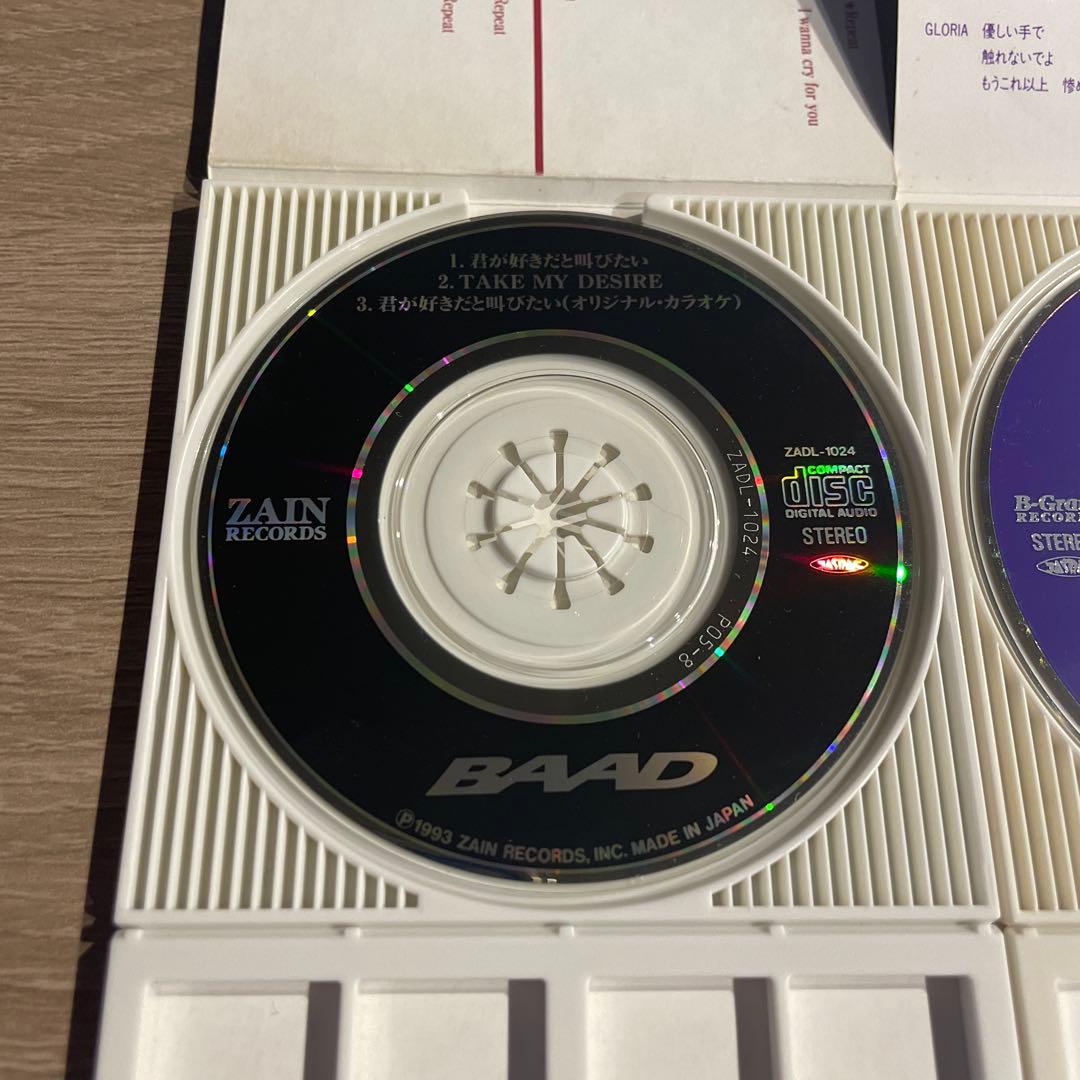 Repeat
Repeat
Repeat
I wanna cry for you
GLORIA 優しい手で
触れないでよ
もうこれ以上
1. 君が好きだと叫びたい
2. TAKE MY DESIRE
3. 君が好きだと叫びたい(オリジナル・カラオケ)
ZAIN
RECORDS
ZADL-1024
COMPACT
disc
DIGITAL AUDIO
STEREO
JASRAC
ZADL-1024
P05-8
BAAD
Ⓟ1993 ZAIN RECORDS, INC. MADE IN JAPAN